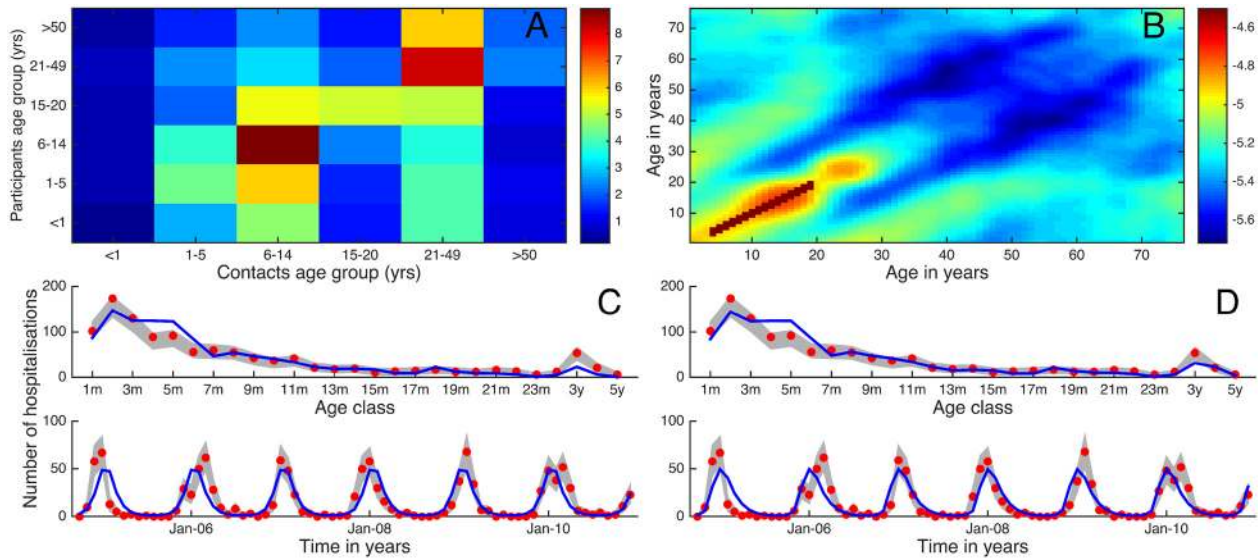 A
>50
21-49
15-20
6-14
1-5
<1
Participants age group (yrs)
<1 1-5 6-14 15-20 21-49 >50
Contacts age group (yrs)
8
7
6
5
4
3
2
1
B
70
60
50
40
30
20
10
Age in years
10 20 30 40 50 60 70
Age in years
-4.6
-4.8
-5
-5.2
-5.4
-5.6
C
200
100
0
1m 3m 5m 7m 9m 11m 13m 15m 17m 19m 21m 23m 3y 5y
Age class
Number of hospitalisations
100
50
0
Jan-06 Jan-08 Jan-10
Time in years
D
200
100
0
1m 3m 5m 7m 9m 11m 13m 15m 17m 19m 21m 23m 3y 5y
Age class
100
50
0
Jan-06 Jan-08 Jan-10
Time in years